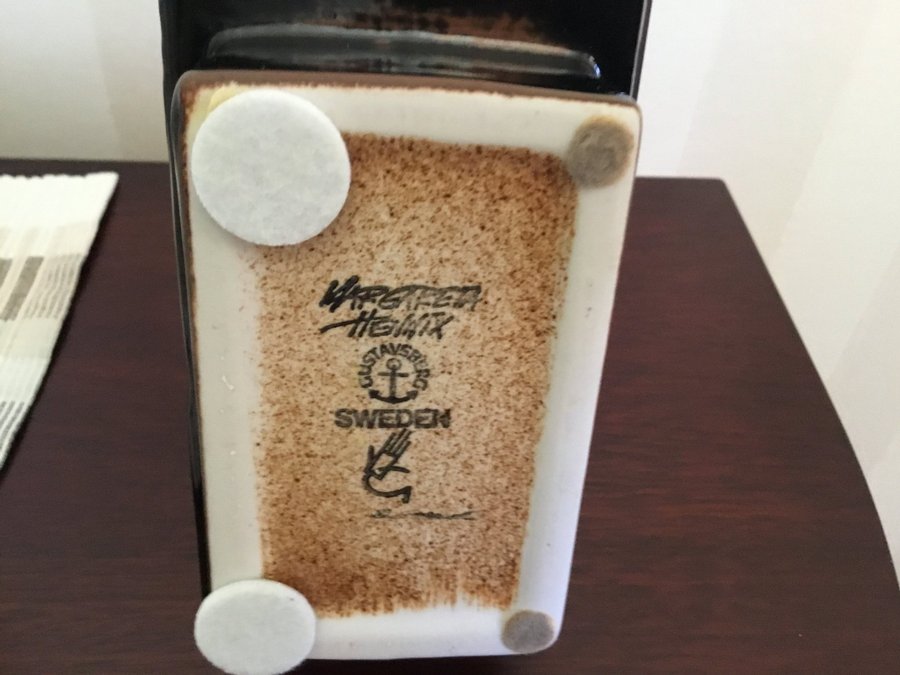 MARGARETA
HENNIX
GUSTAVSBERG
SWEDEN